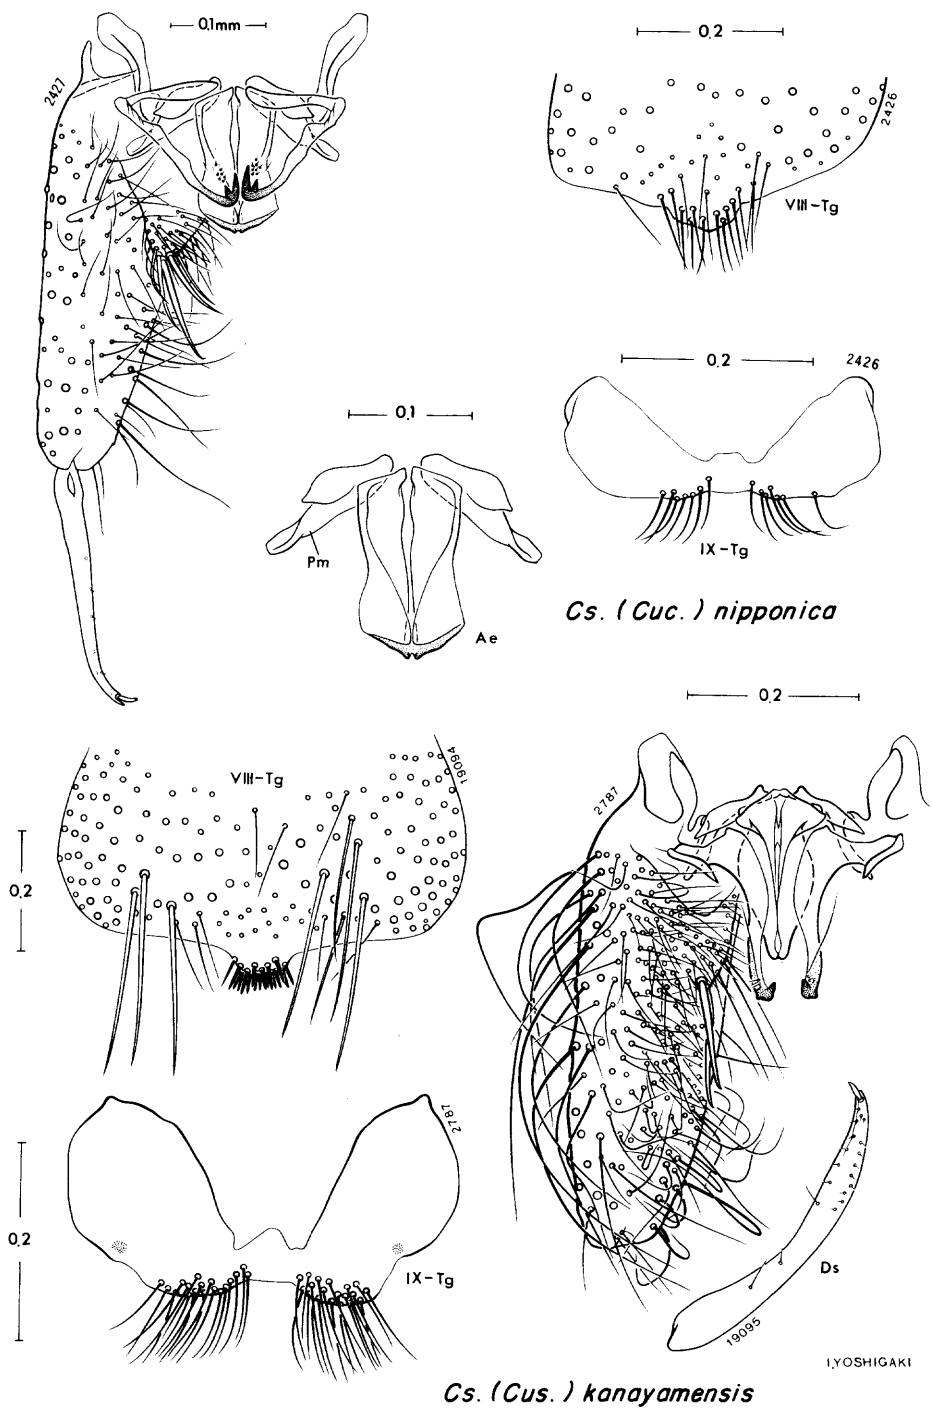 0.1mm
2427
0.2
2426
VIII-Tg
0.2
2426
IX-Tg
0.1
Pm
Ae
Cs. (Cuc.) nipponica
0.2
VIII-Tg
19094
0.2
2787
2787
0.2
IX-Tg
Ds
19095
I.YOSHIGAKI
Cs. (Cus.) kanayamensis